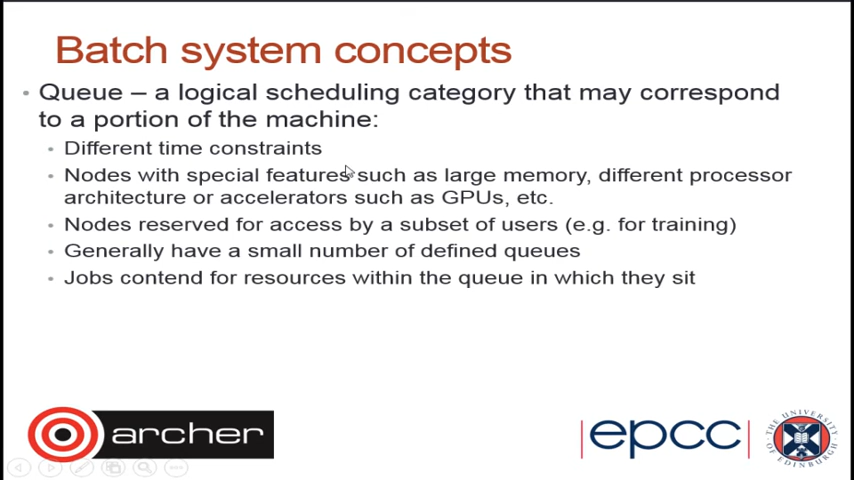 Batch system concepts
• Queue – a logical scheduling category that may correspond
to a portion of the machine:
• Different time constraints
• Nodes with special features such as large memory, different processor
architecture or accelerators such as GPUs, etc.
• Nodes reserved for access by a subset of users (e.g. for training)
• Generally have a small number of defined queues
• Jobs contend for resources within the queue in which they sit
archer
epcc
THE UNIVERSITY
OF EDINBURGH